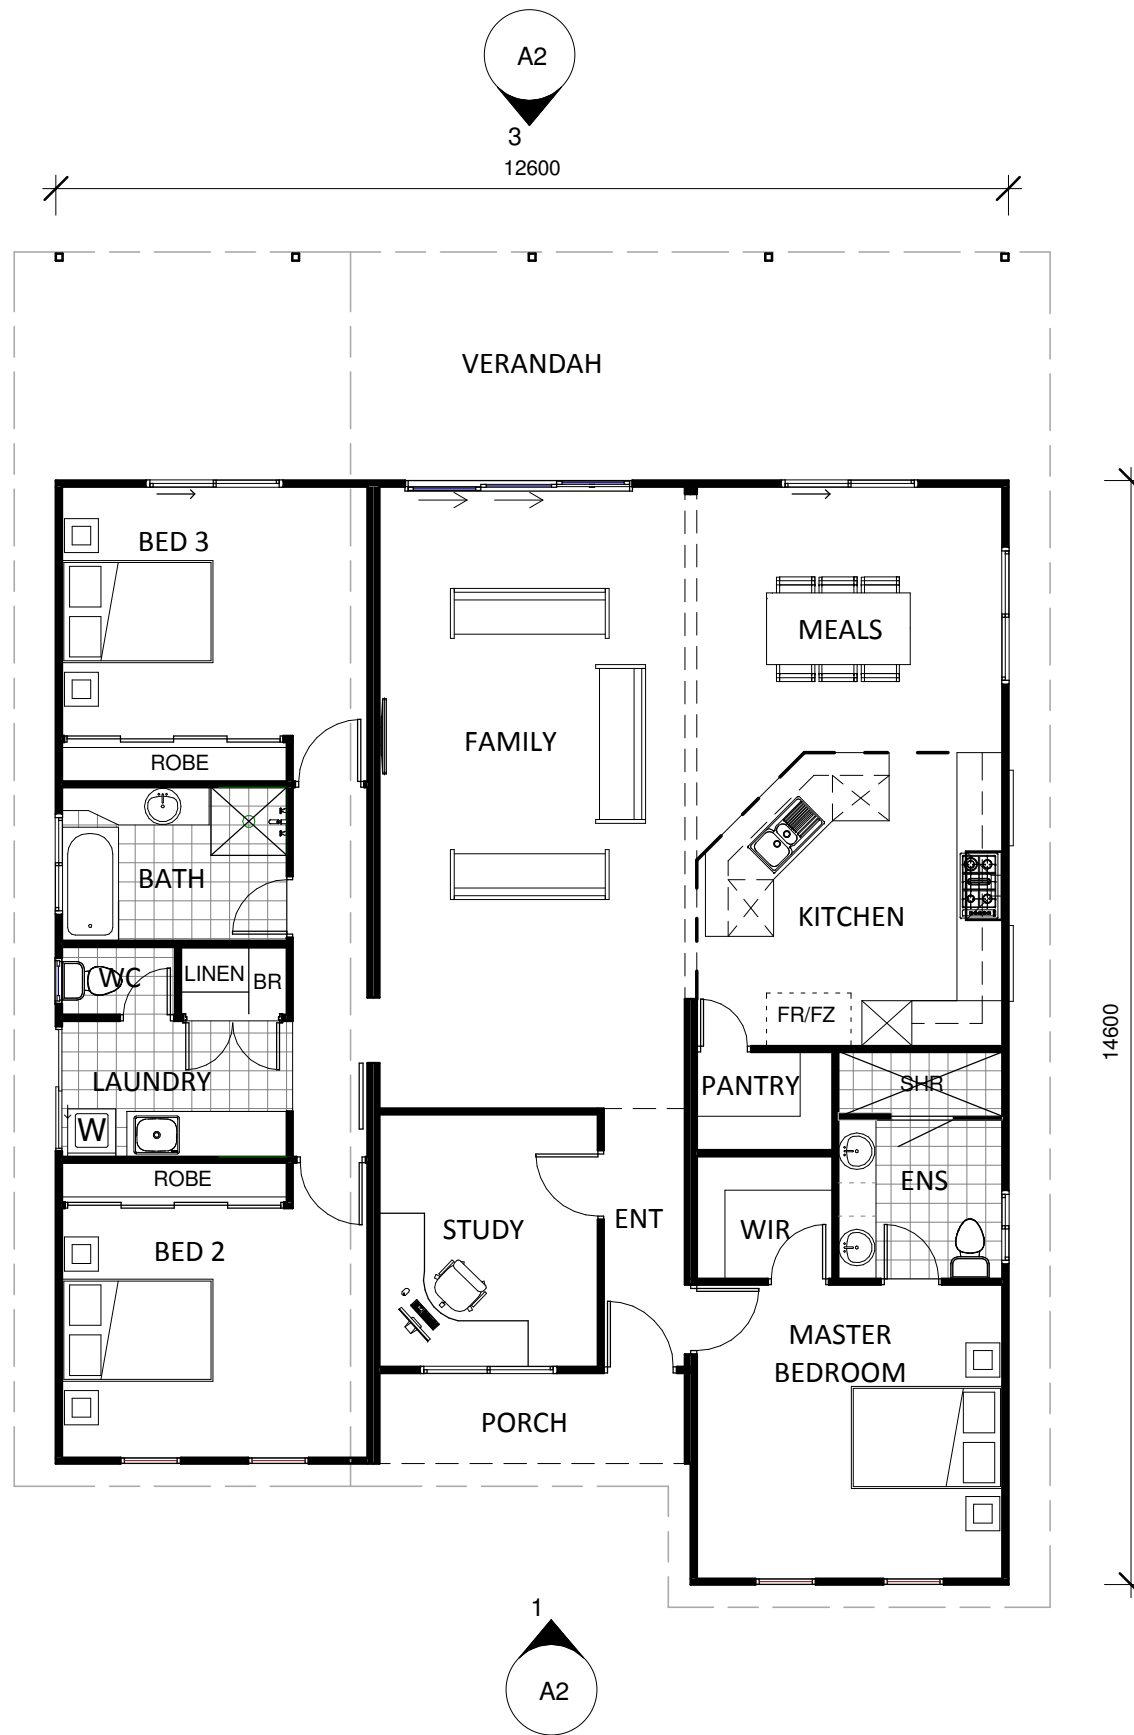 A2
3
12600
VERANDAH
BED 3
MEALS
FAMILY
ROBE
BATH
KITCHEN
WC
LINEN
BR
FR/FZ
14600
LAUNDRY
PANTRY
SHR
W
ROBE
ENS
STUDY
ENT
WIR
BED 2
MASTER
BEDROOM
PORCH
1
A2